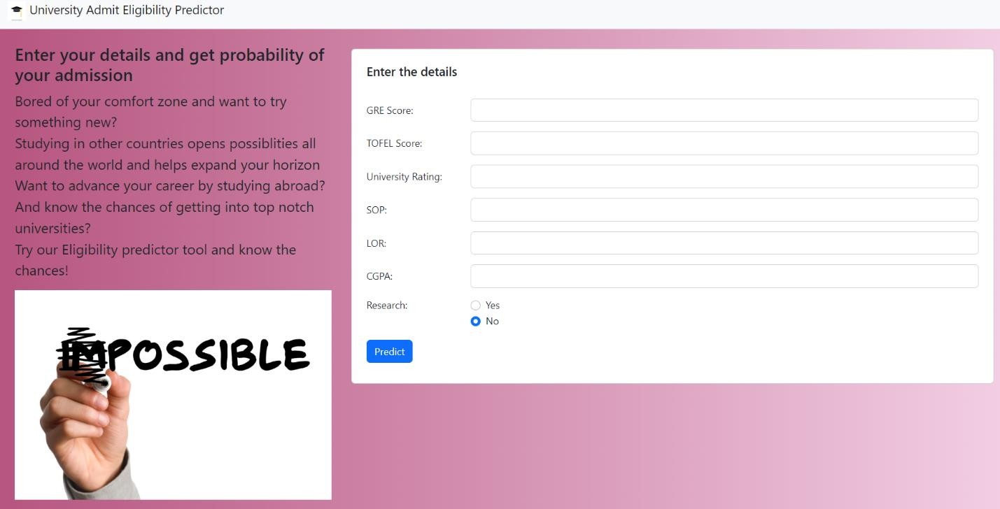 University Admit Eligibility Predictor
Enter your details and get probability of
your admission
Bored of your comfort zone and want to try
something new?
Studying in other countries opens possiblities all
around the world and helps expand your horizon
Want to advance your career by studying abroad?
And know the chances of getting into top notch
universities?
Try our Eligibility predictor tool and know the
chances!
IMPOSSIBLE
Enter the details
GRE Score:
TOFEL Score:
University Rating:
SOP:
LOR:
CGPA:
Research:
Yes
No
Predict